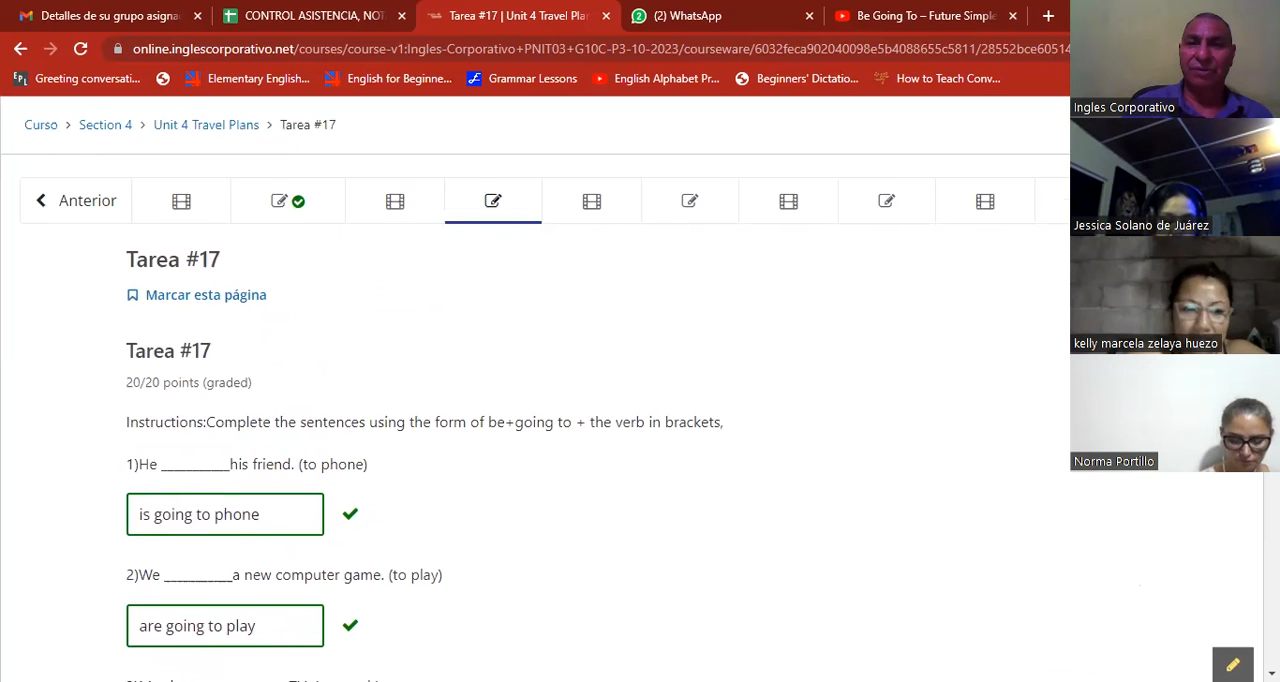 Detalles de su grupo asigna
CONTROL ASISTENCIA, NOT
Tarea #17 | Unit 4 Travel Plan
(2) WhatsApp
Be Going To – Future Simple
online.inglescorporativo.net/courses/course-v1:Ingles-Corporativo+PNIT03+G10C-P3-10-2023/courseware/6032feca902040098e5b4088655c5811/28552bce60514
Greeting conversati...
Elementary English...
English for Beginne...
Grammar Lessons
English Alphabet Pr...
Beginners' Dictatio...
How to Teach Conv...
Curso > Section 4 > Unit 4 Travel Plans > Tarea #17
Anterior
Tarea #17
Marcar esta página
Tarea #17
20/20 points (graded)
Instructions:Complete the sentences using the form of be+going to + the verb in brackets,
1)He ___________his friend. (to phone)
is going to phone
2)We ___________a new computer game. (to play)
are going to play
Ingles Corporativo
Jessica Solano de Juárez
kelly marcela zelaya huezo
Norma Portillo